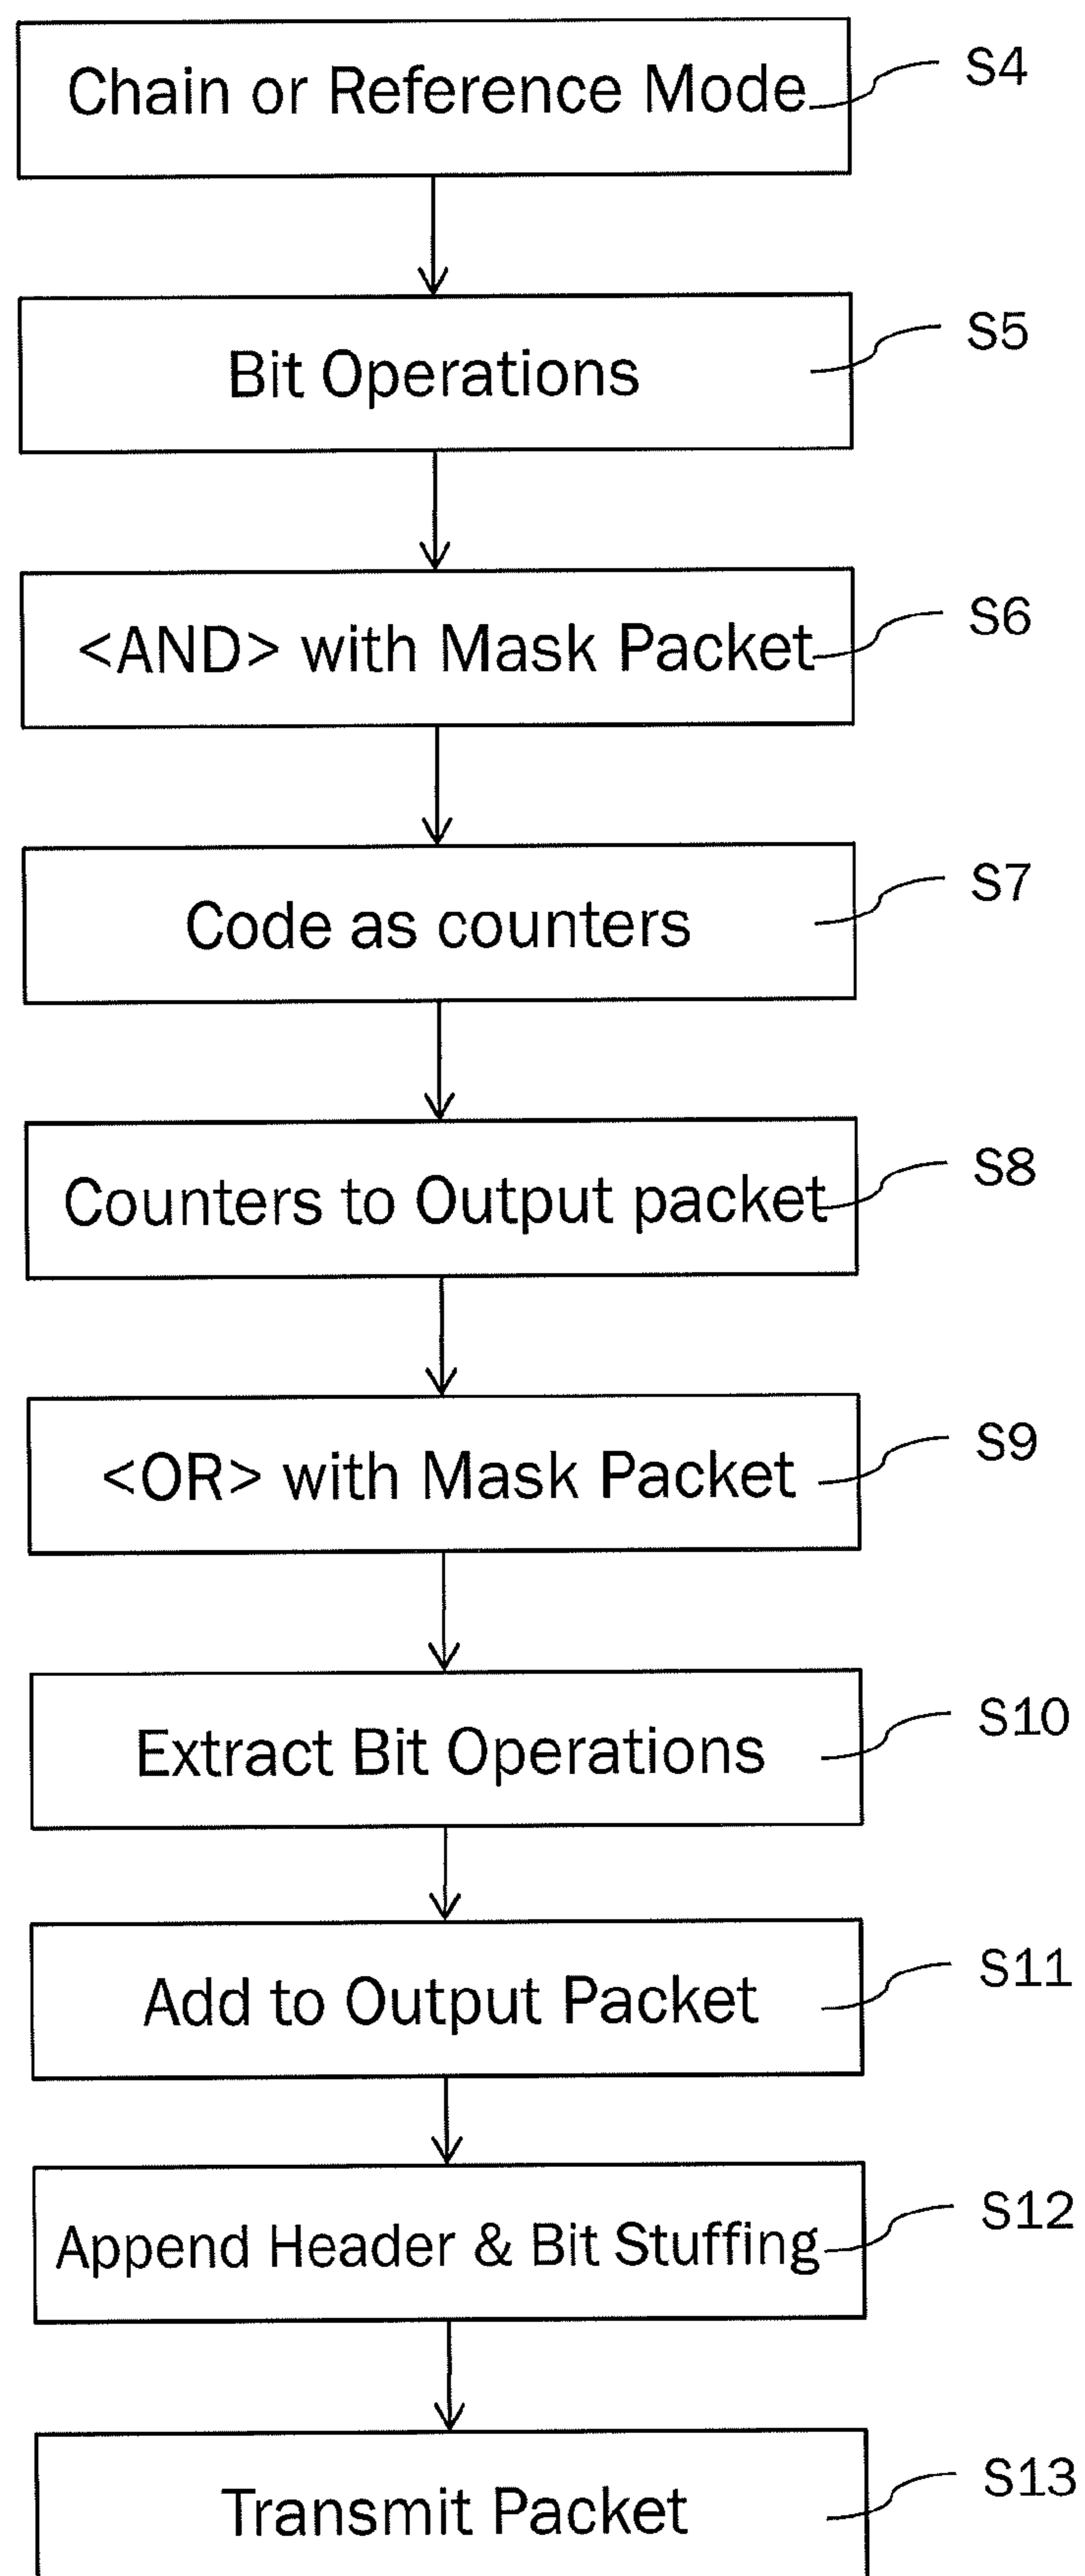 Chain or Reference Mode S4
Bit Operations S5
<AND> with Mask Packet S6
Code as counters S7
Counters to Output packet S8
<OR> with Mask Packet S9
Extract Bit Operations S10
Add to Output Packet S11
Append Header & Bit Stuffing S12
Transmit Packet S13